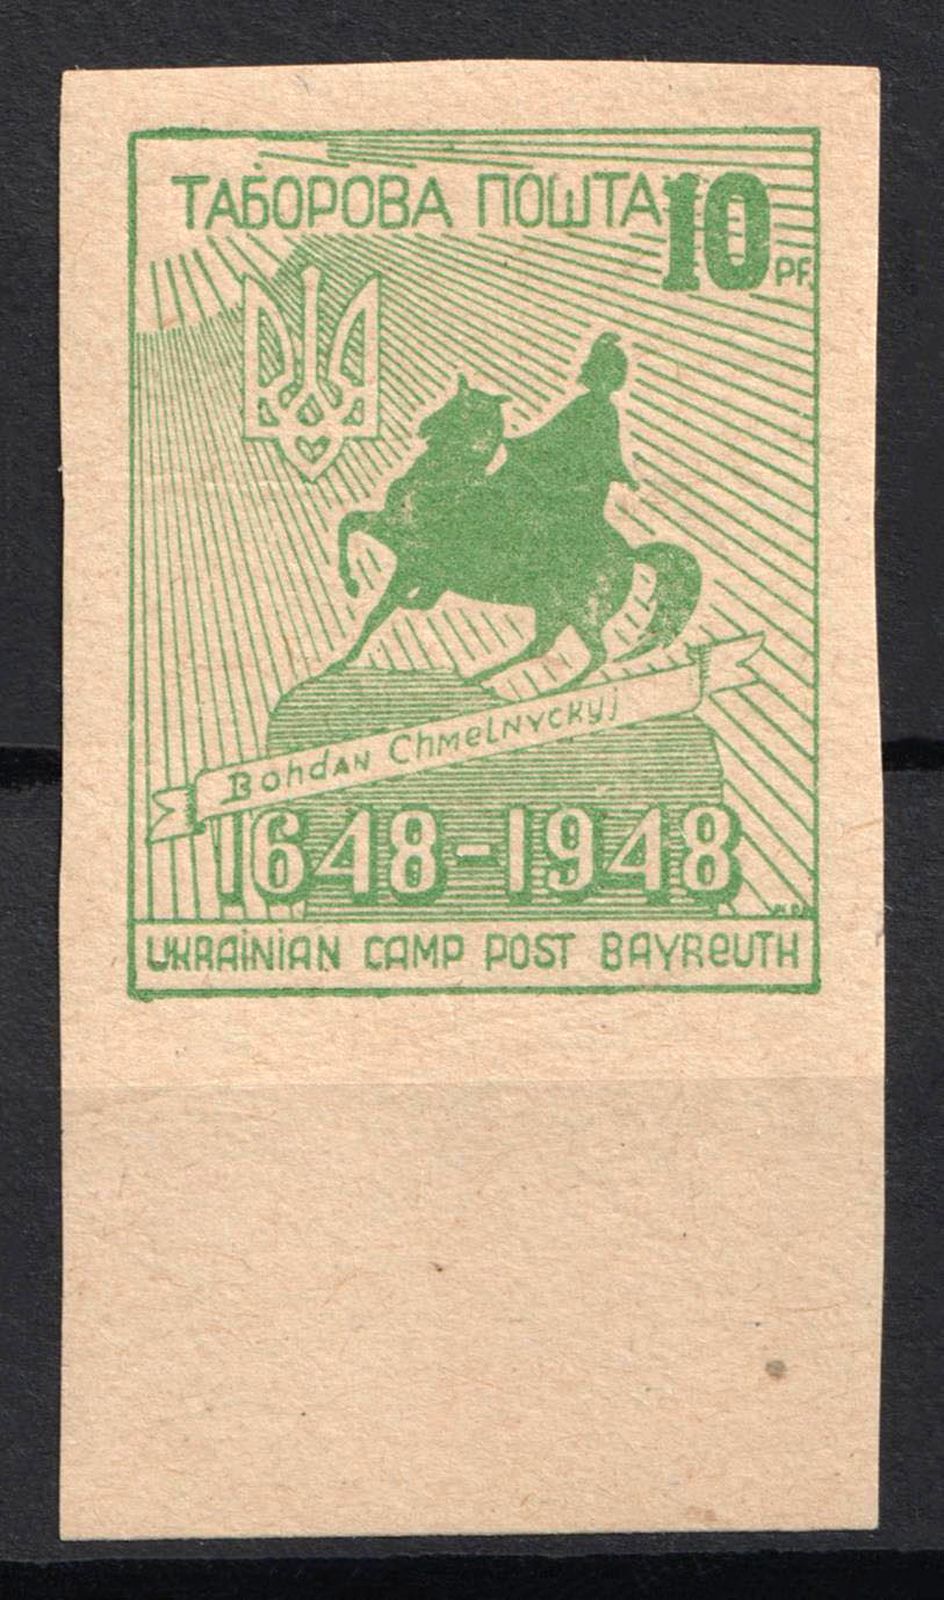 ТАБОРОВА ПОШТА 10 PF.
Bohdan Chmelnyckyj
1648-1948
UKRAINIAN CAMP POST BAYREUTH